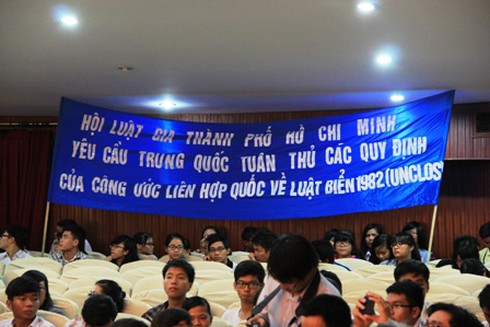 HỘI LUẬT GIA THÀNH PHỐ HỒ CHÍ MINH
YÊU CẦU TRUNG QUỐC TUÂN THỦ CÁC QUY ĐỊNH
CỦA CÔNG ƯỚC LIÊN HỢP QUỐC VỀ LUẬT BIỂN 1982 (UNCLOS)